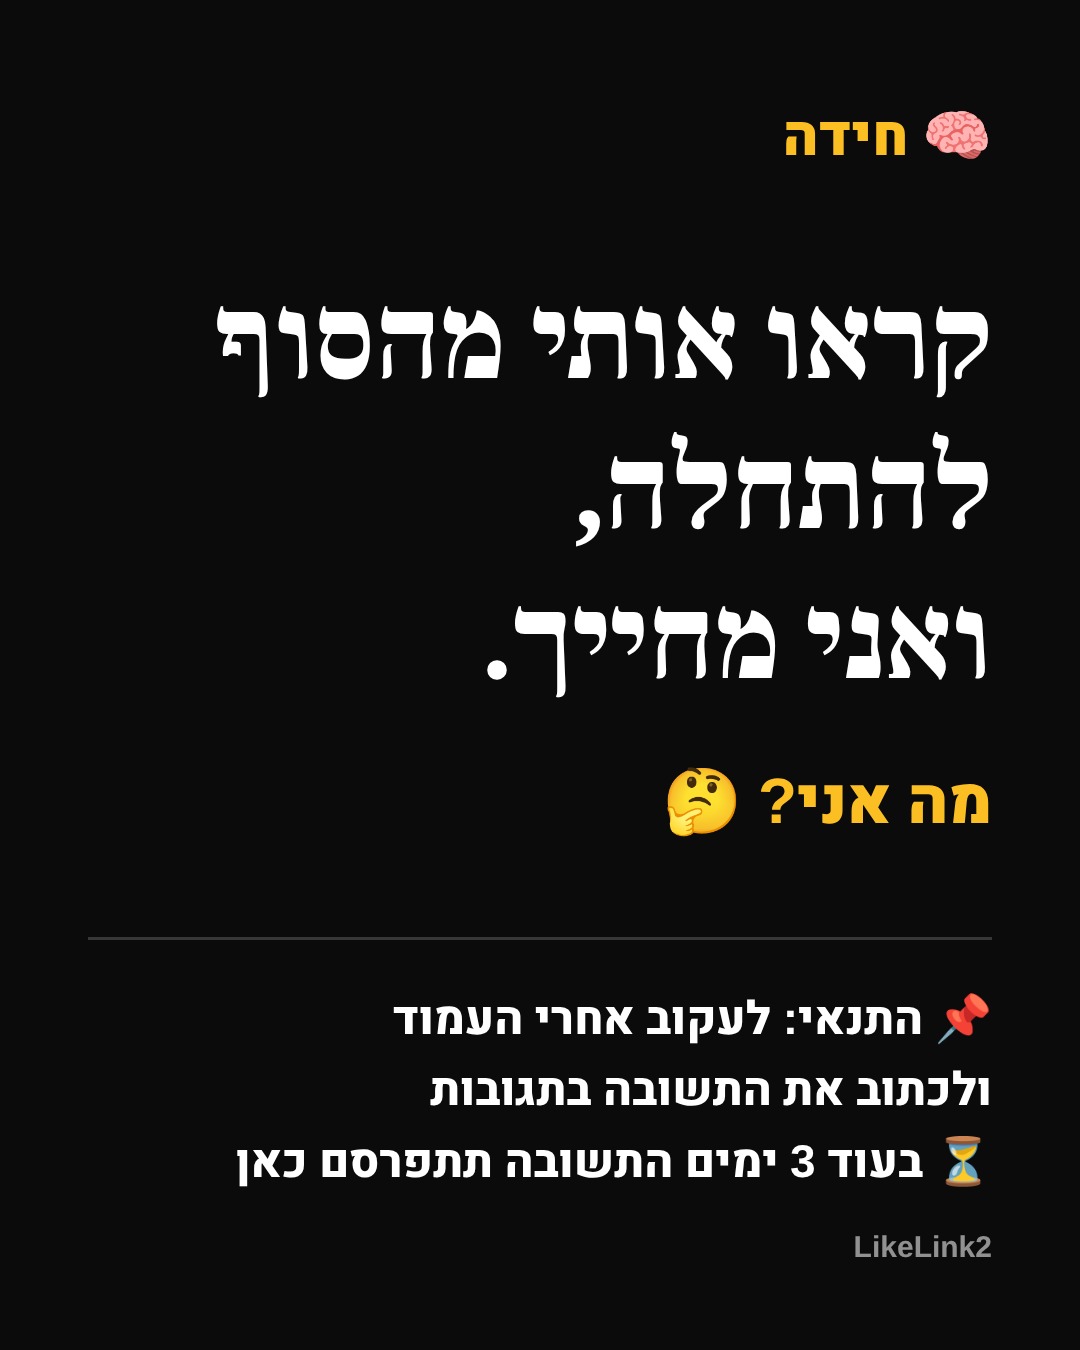 🧠 חידה
קראו אותי מהסוף
להתחלה,
ואני מחייך.
מה אני? 🤔
📌 התנאי: לעקוב אחרי העמוד
ולכתוב את התשובה בתגובות
⏳ בעוד 3 ימים התשובה תתפרסם כאן
LikeLink2